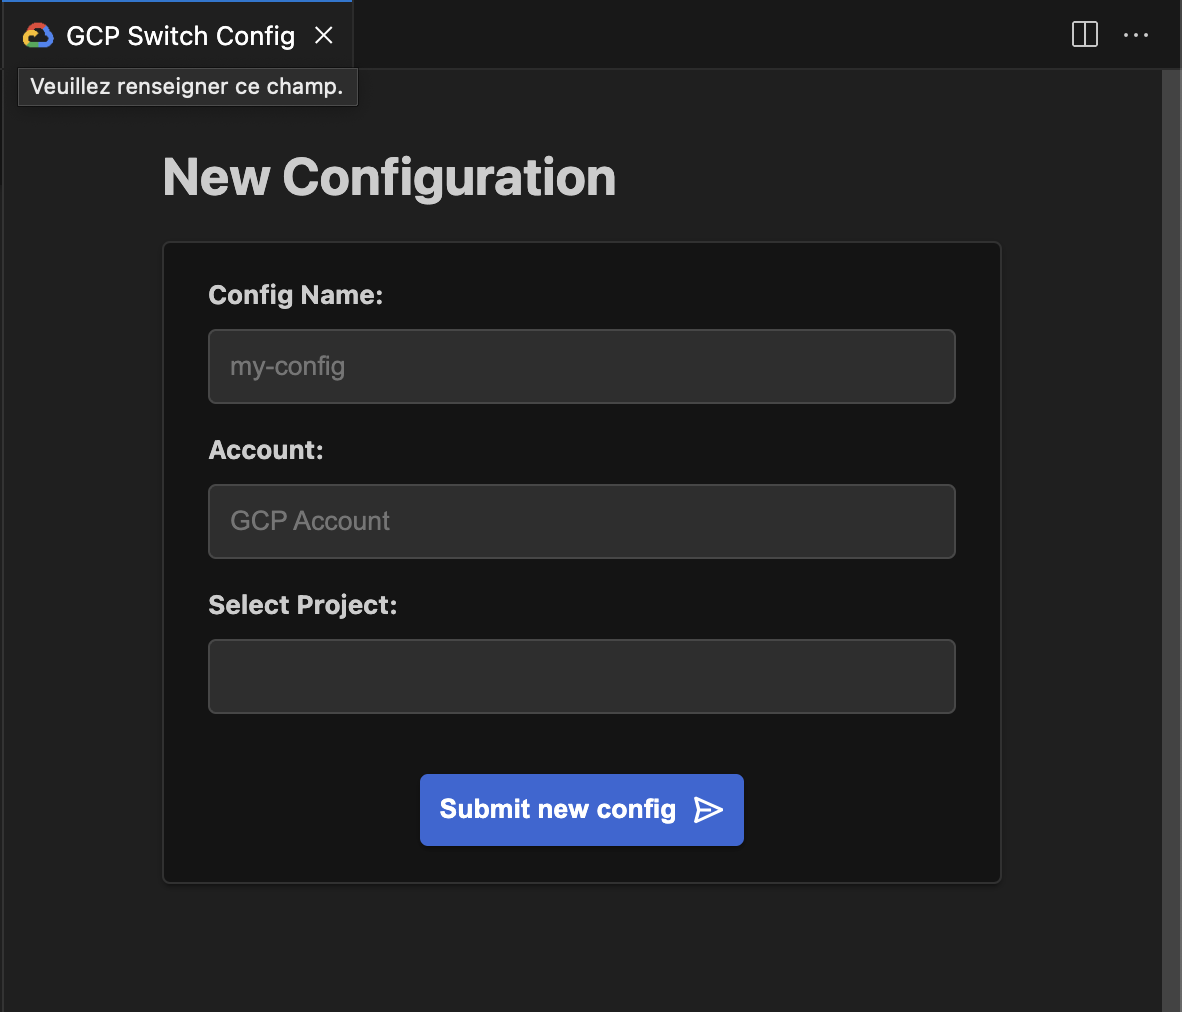 GCP Switch Config
Veuillez renseigner ce champ.
New Configuration
Config Name:
my-config
Account:
GCP Account
Select Project:
Submit new config